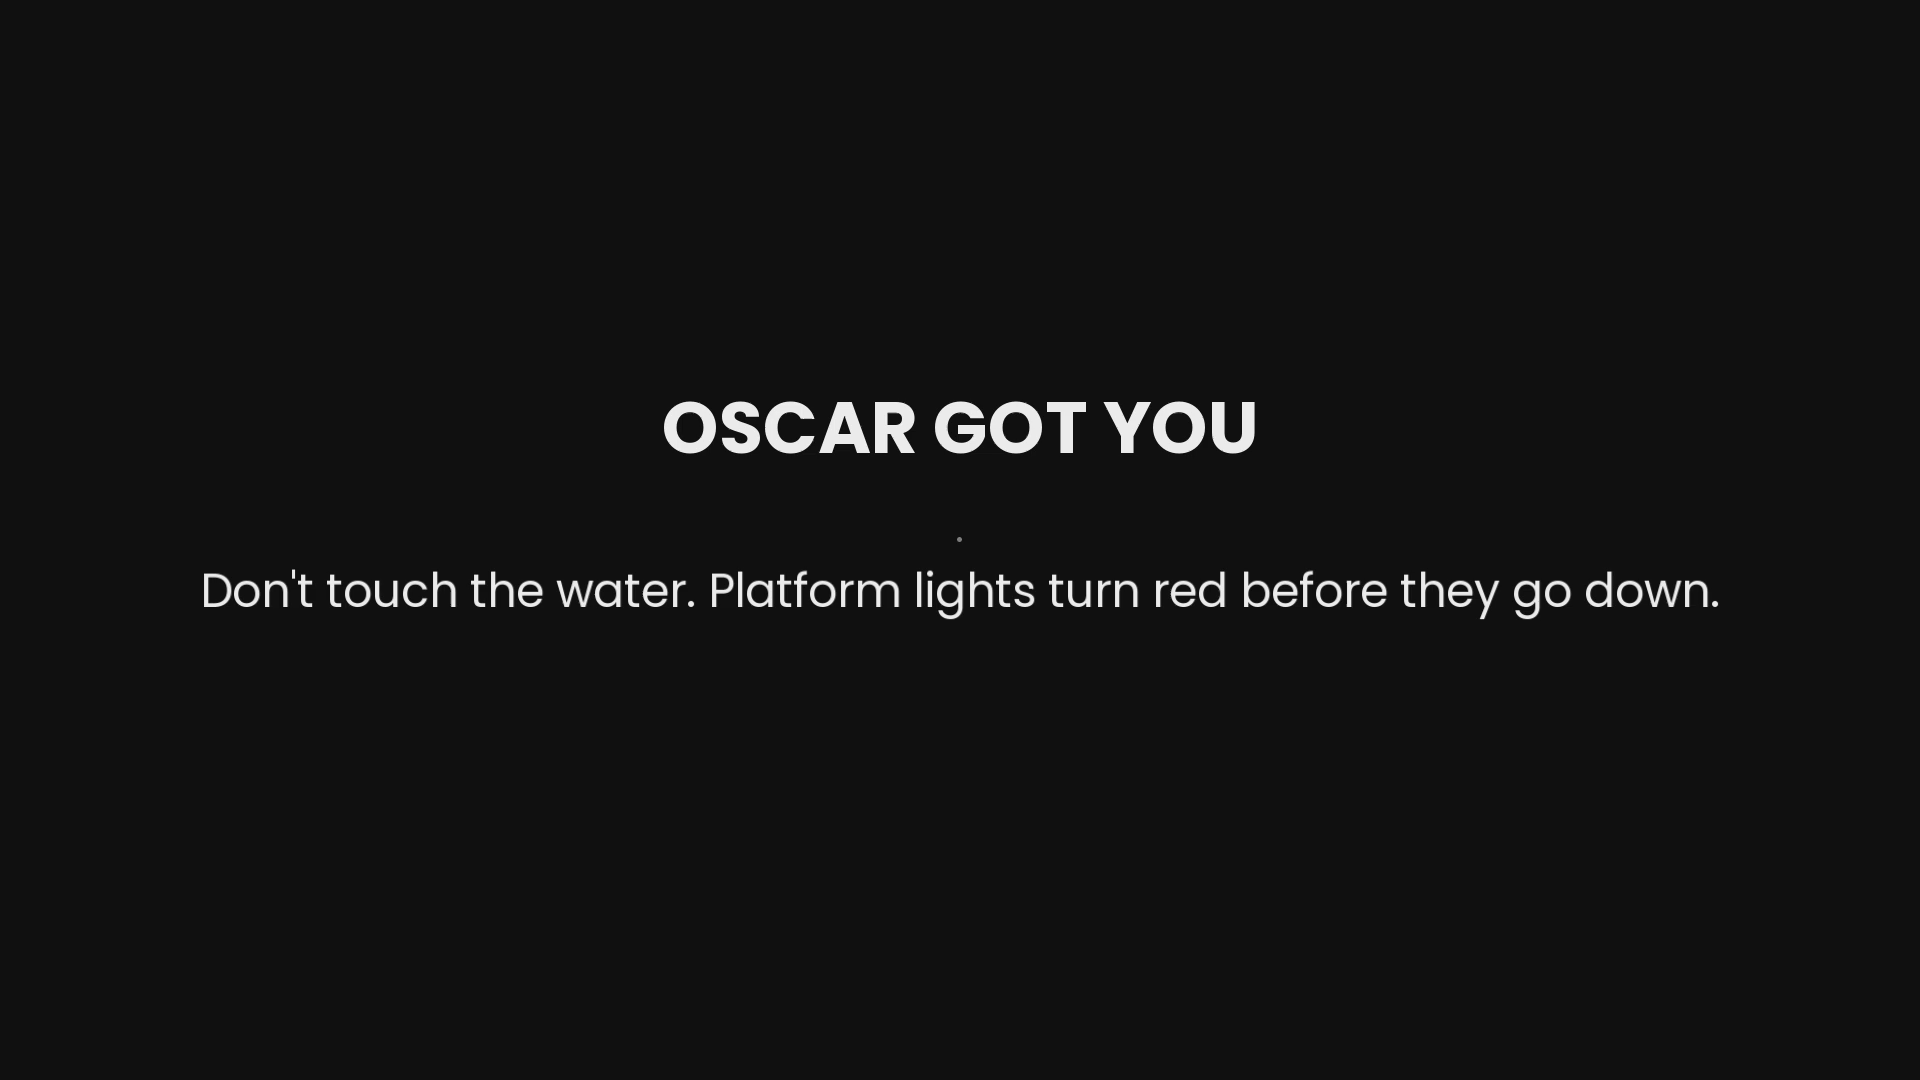 OSCAR GOT YOU
Don't touch the water. Platform lights turn red before they go down.